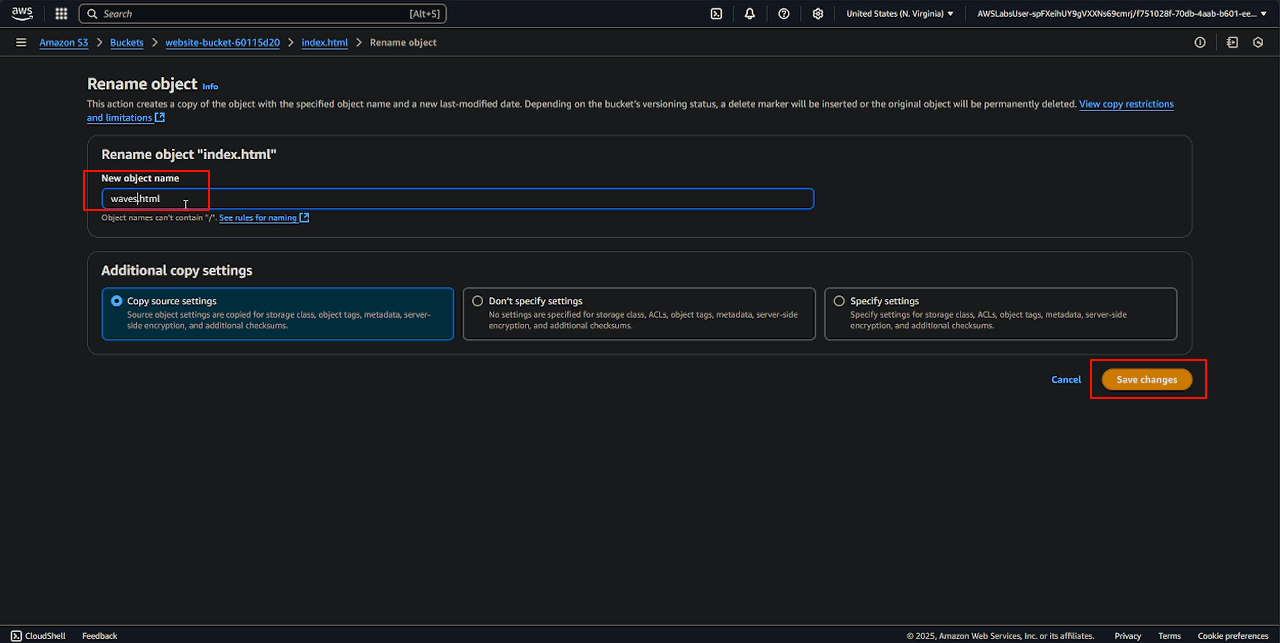 aws
Search
[Alt+S]
United States (N. Virginia)
AWSLabsUser-spFXeihUY9gVXXNs69cmrj/f751028f-70db-4aab-b601-ee...
Amazon S3 > Buckets > website-bucket-60115d20 > index.html > Rename object
Rename object Info
This action creates a copy of the object with the specified object name and a new last-modified date. Depending on the bucket's versioning status, a delete marker will be inserted or the original object will be permanently deleted. View copy restrictions
and limitations
Rename object "index.html"
New object name
waves.html
Object names can't contain "/". See rules for naming
Additional copy settings
Copy source settings
Source object settings are copied for storage class, object tags, metadata, server-
side encryption, and additional checksums.
Don't specify settings
No settings are specified for storage class, ACLs, object tags, metadata, server-side
encryption, and additional checksums.
Specify settings
Specify settings for storage class, ACLs, object tags, metadata, server-side
encryption, and additional checksums.
Cancel
Save changes
CloudShell
Feedback
© 2025, Amazon Web Services, Inc. or its affiliates.
Privacy
Terms
Cookie preferences